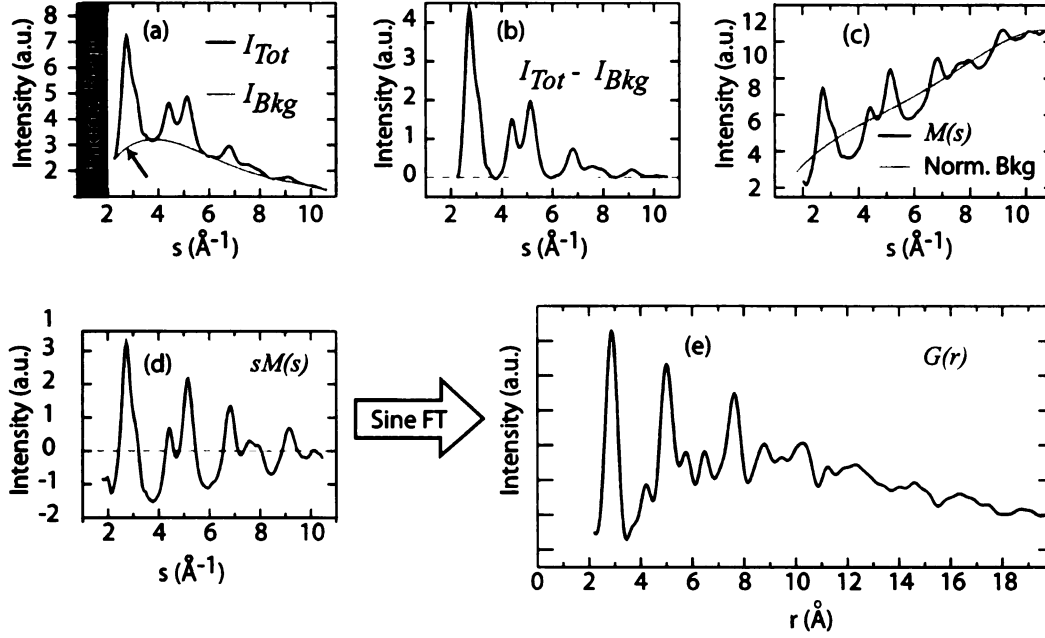 (a)
I_Tot
I_Bkg
Intensity (a.u.)
8
7
6
5
4
3
2
2 4 6 8 10
s (Å⁻¹)
(b)
I_Tot - I_Bkg
Intensity (a.u.)
4
3
2
1
0
2 4 6 8 10
s (Å⁻¹)
(c)
M(s)
Norm. Bkg
Intensity (a.u.)
12
10
8
6
4
2
2 4 6 8 10
s (Å⁻¹)
(d)
sM(s)
Intensity (a.u.)
1
3
2
1
0
-1
-2
2 4 6 8 10
s (Å⁻¹)
Sine FT
(e)
G(r)
Intensity (a.u.)
0 2 4 6 8 10 12 14 16 18
r (Å)